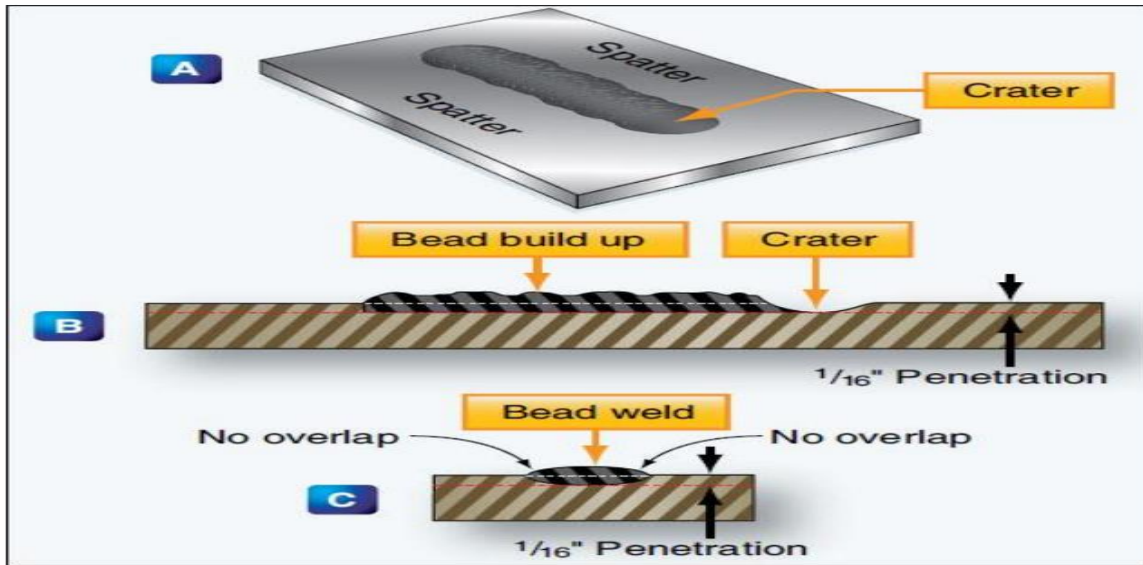 A
Spatter
Spatter
Crater
Bead build up
Crater
B
1/16" Penetration
Bead weld
No overlap
No overlap
C
1/16" Penetration